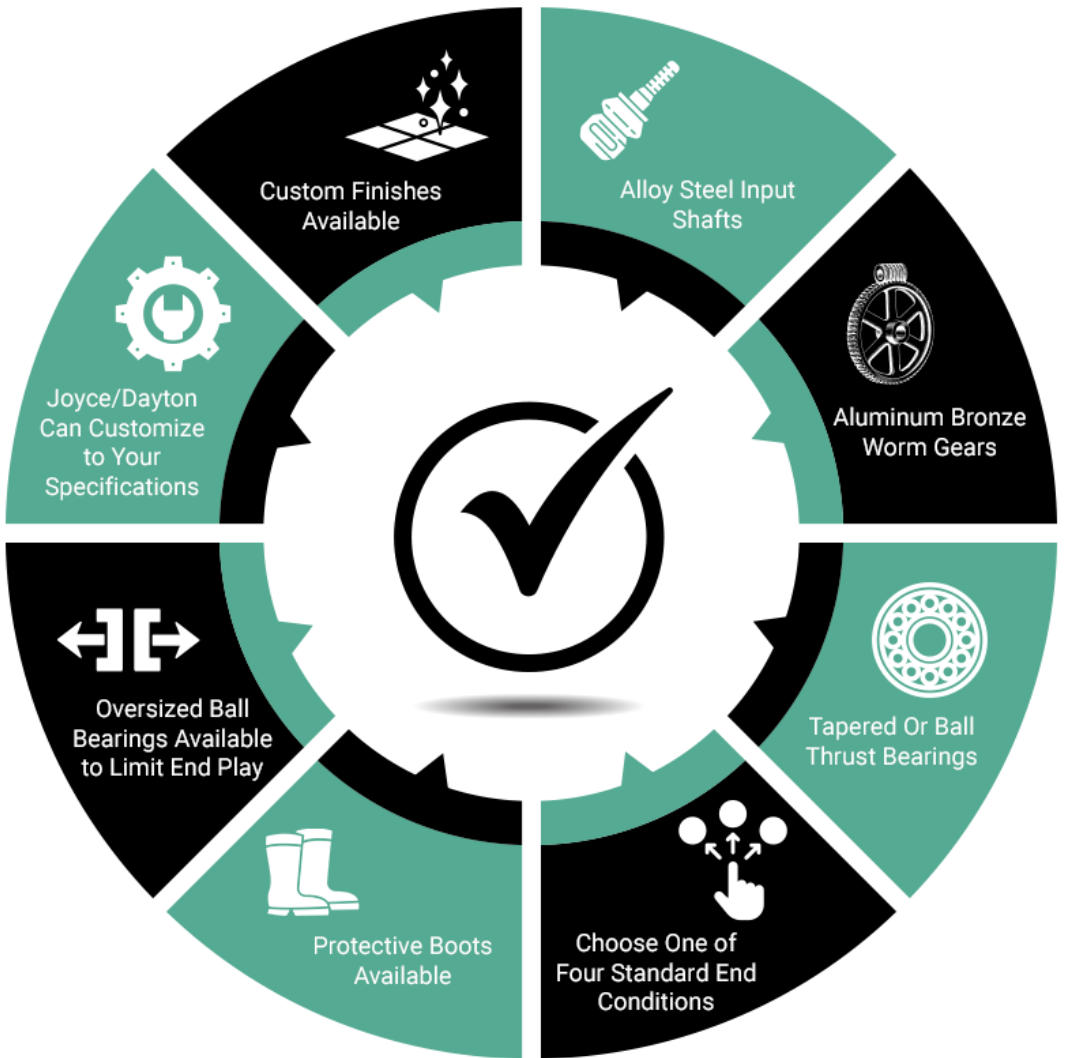 Custom Finishes
Available
Alloy Steel Input
Shafts
Aluminum Bronze
Worm Gears
Tapered Or Ball
Thrust Bearings
Choose One of
Four Standard End
Conditions
Protective Boots
Available
Oversized Ball
Bearings Available
to Limit End Play
Joyce/Dayton
Can Customize
to Your
Specifications